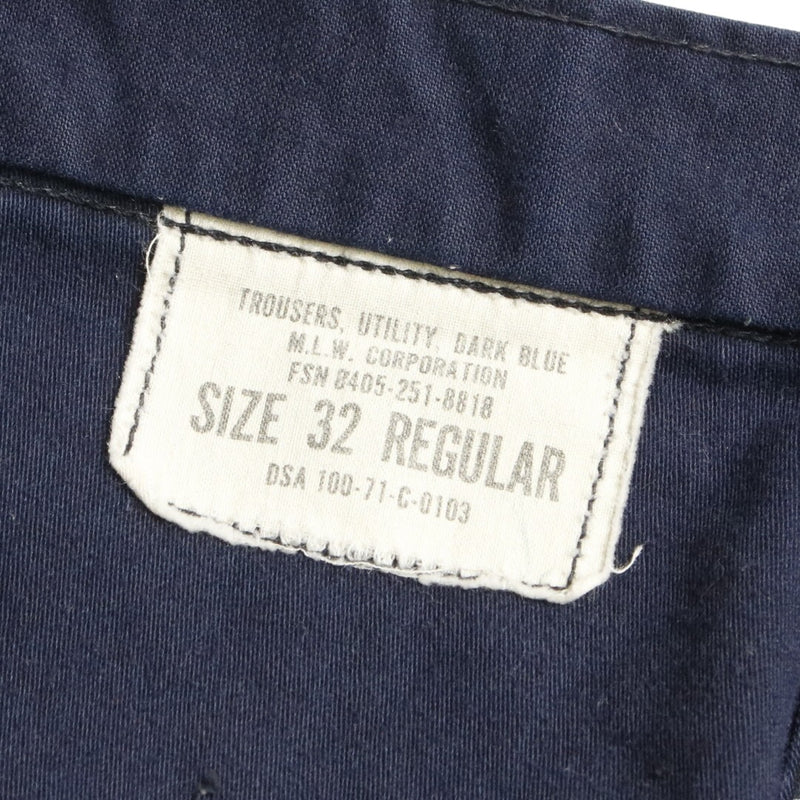 TROUSERS, UTILITY, DARK BLUE
M.L.W. CORPORATION
FSN 8405-251-8818
SIZE 32 REGULAR
DSA 100-71-C-0103